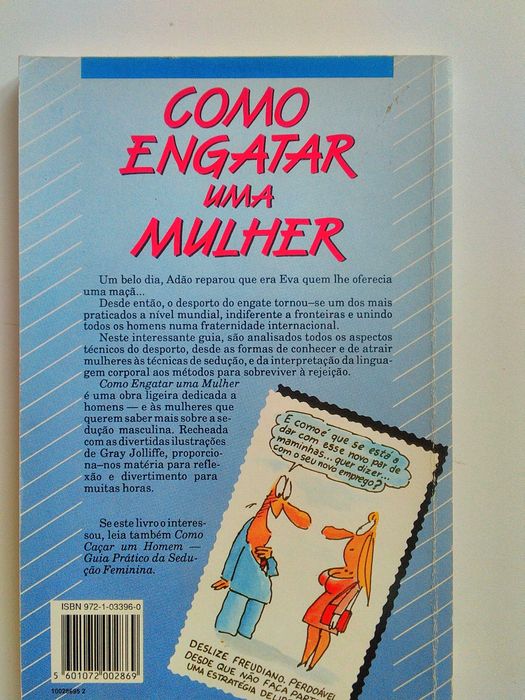 COMO
ENGATAR
UMA
MULHER
Um belo dia, Adão reparou que era Eva quem lhe oferecia
uma maçã...
Desde então, o desporto do engate tornou-se um dos mais
praticados a nível mundial, indiferente a fronteiras e unindo
todos os homens numa fraternidade internacional.
Neste interessante guia, são analisados todos os aspectos
técnicos do desporto, desde as formas de conhecer e de atrair
mulheres às técnicas de sedução, e da interpretação da lingua-
gem corporal aos métodos para sobreviver à rejeição.
Como Engatar uma Mulher
é uma obra ligeira dedicada a
homens — e às mulheres que
querem saber mais sobre a se-
dução masculina. Recheada
com as divertidas ilustrações
de Gray Jolliffe, proporcio-
na-nos matéria para refle-
xão e divertimento para
muitas horas.
Se este livro o interes-
sou, leia também Como
Caçar um Homem —
Guia Prático da Sedu-
ção Feminina.
E como é que se está a
dar com esse novo par de
maminhas... quer dizer...
com o seu novo emprego?
DESLIZE FREUDIANO. PERDOÁVEL
DESDE QUE NÃO FAÇA
UMA ESTRATÉGIA
ISBN 972-1-03396-0
5 601072 002869